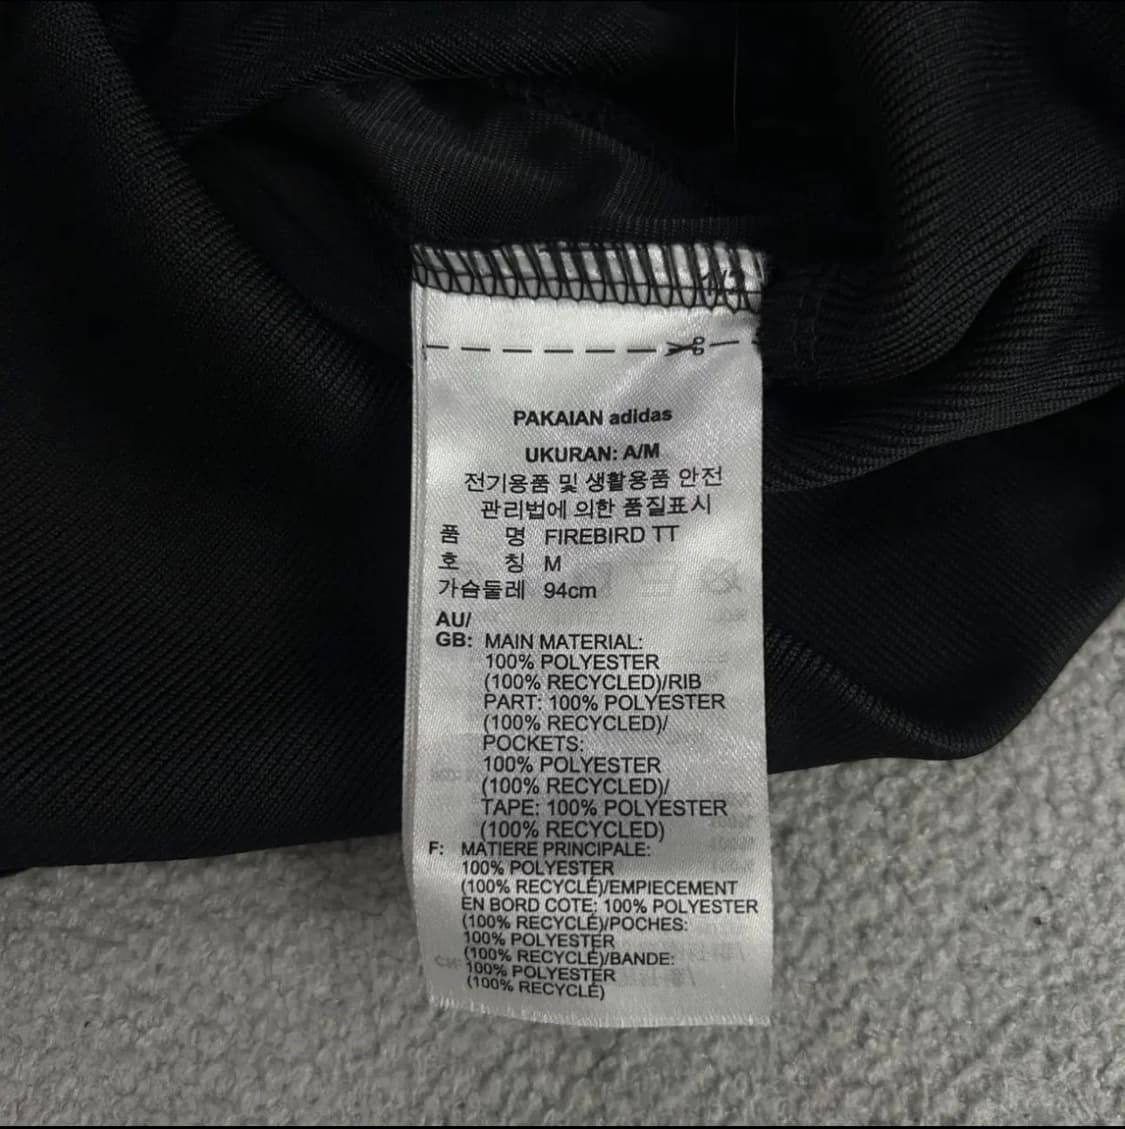 PAKAIAN adidas
UKURAN: A/M
전기용품 및 생활용품 안전
관리법에 의한 품질표시
품 명 FIREBIRD TT
호 칭 M
가슴둘레 94cm
AU/
GB: MAIN MATERIAL:
100% POLYESTER
(100% RECYCLED)/RIB
PART: 100% POLYESTER
(100% RECYCLED)/
POCKETS:
100% POLYESTER
(100% RECYCLED)/
TAPE: 100% POLYESTER
(100% RECYCLED)
F: MATIERE PRINCIPALE:
100% POLYESTER
(100% RECYCLÉ)/EMPIECEMENT
EN BORD COTE: 100% POLYESTER
(100% RECYCLÉ)/POCHES:
100% POLYESTER
(100% RECYCLÉ)/BANDE:
100% POLYESTER
(100% RECYCLÉ)